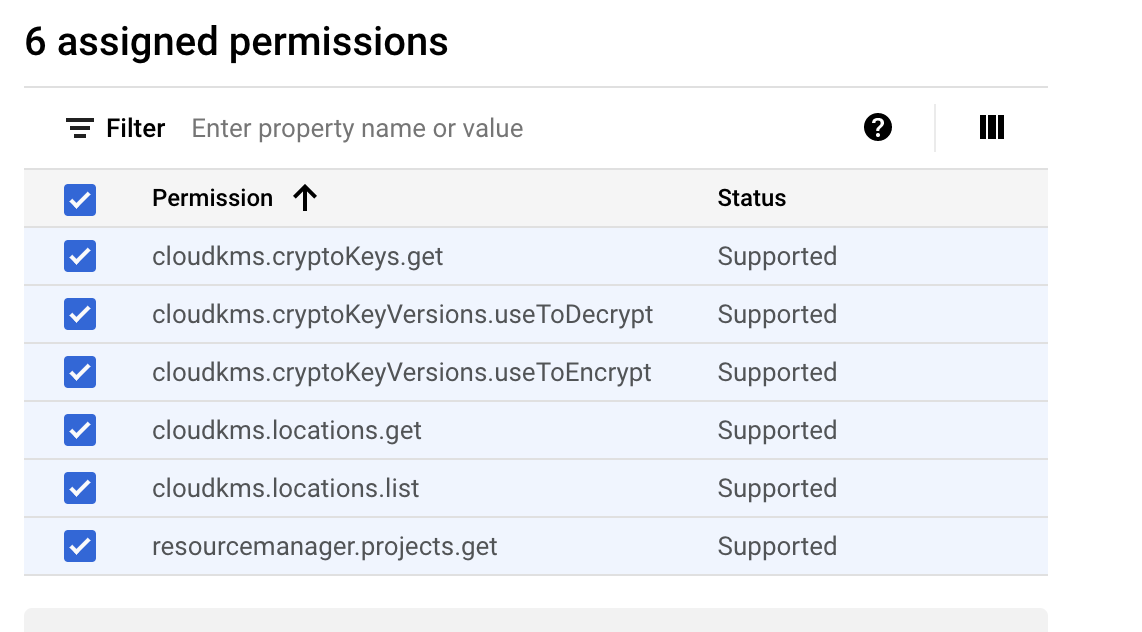 6 assigned permissions
Filter Enter property name or value
Permission Status
cloudkms.cryptoKeys.get Supported
cloudkms.cryptoKeyVersions.useToDecrypt Supported
cloudkms.cryptoKeyVersions.useToEncrypt Supported
cloudkms.locations.get Supported
cloudkms.locations.list Supported
resourcemanager.projects.get Supported